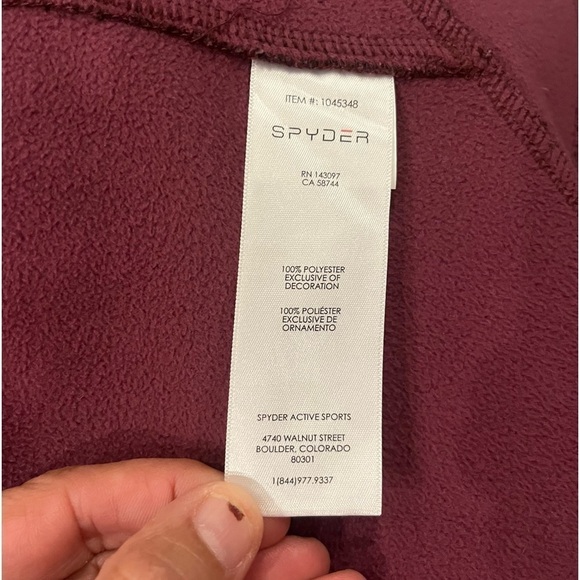 ITEM #: 1045348
SPYDER
RN 143097
CA 58744
100% POLYESTER
EXCLUSIVE OF
DECORATION
100% POLIÉSTER
EXCLUSIVE DE
ORNAMENTO
SPYDER ACTIVE SPORTS
4740 WALNUT STREET
BOULDER, COLORADO
80301
1(844)977.9337